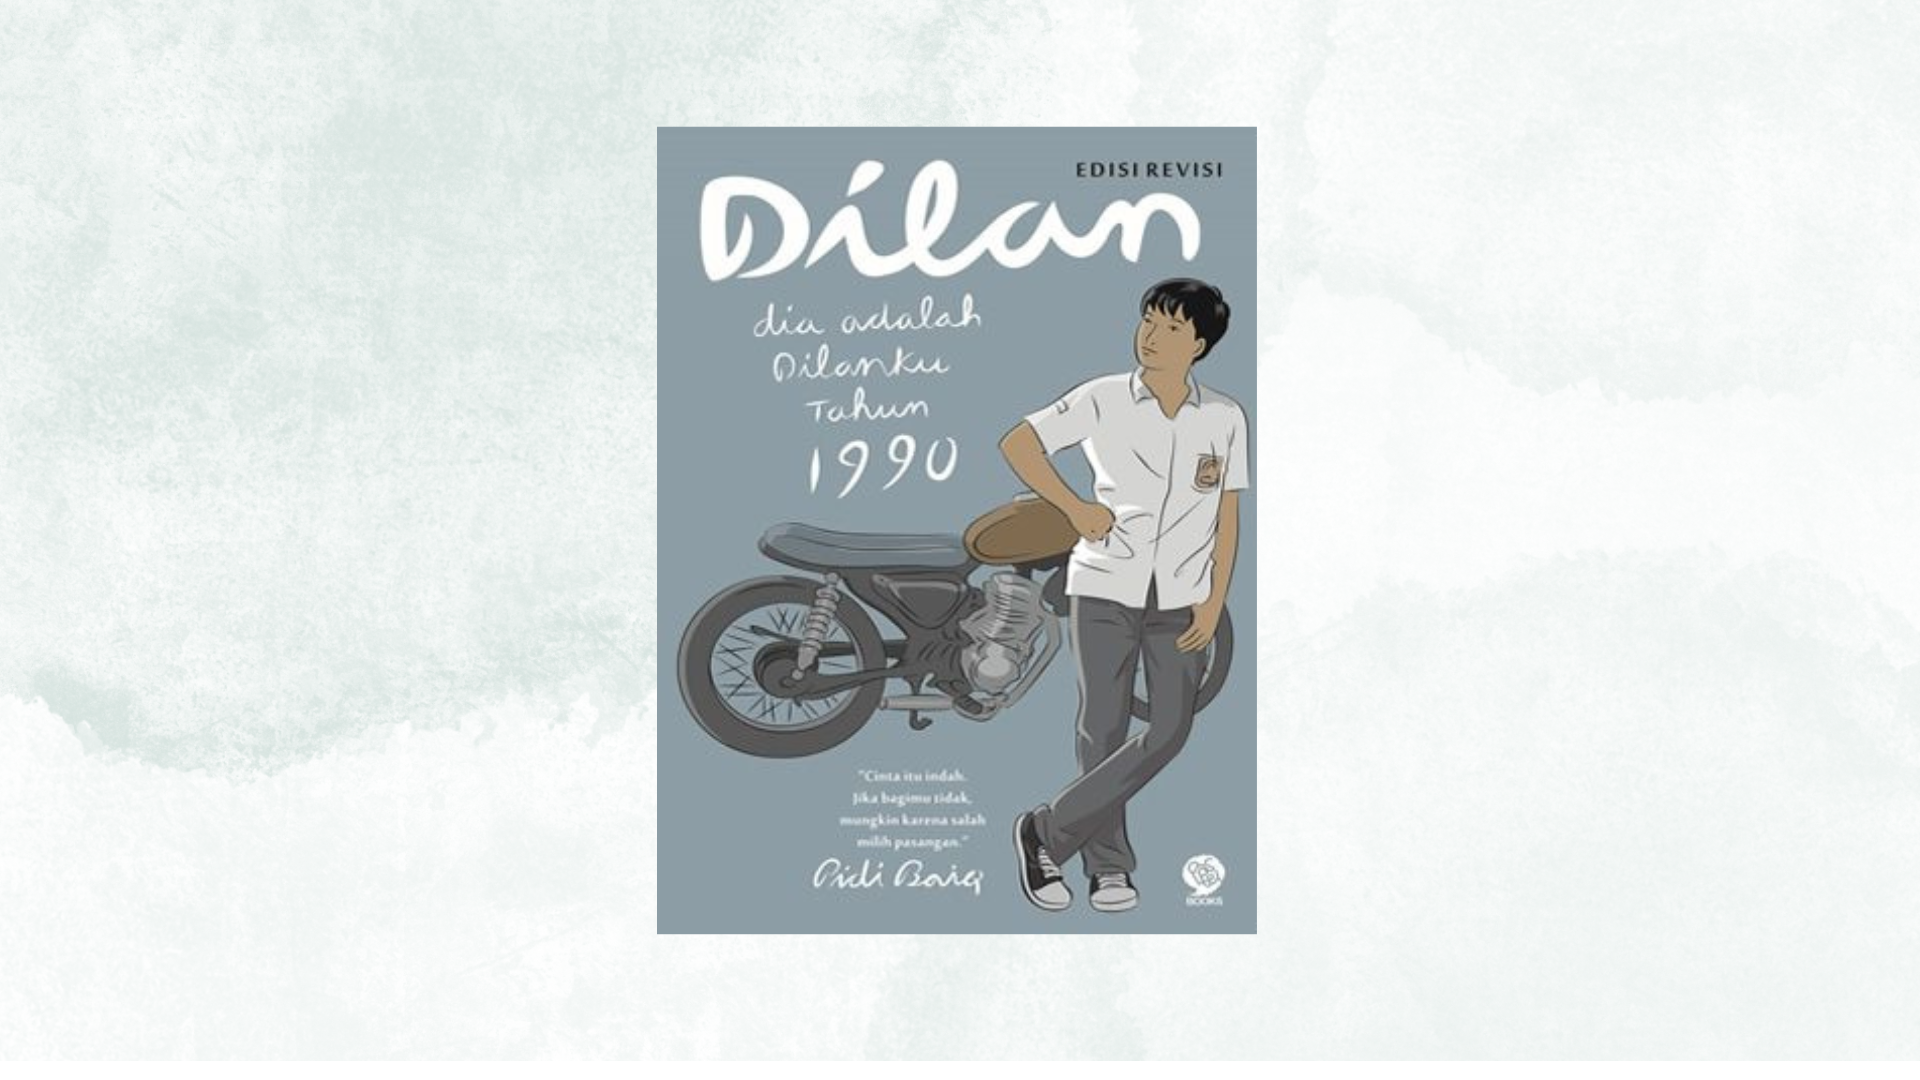 EDISI REVISI
Dilan
dia adalah
Dilanku
Tahun
1990
"Cinta itu indah.
Jika bagimu tidak,
mungkin karena salah
milih pasangan."
Pidi Baiq
BOOKS